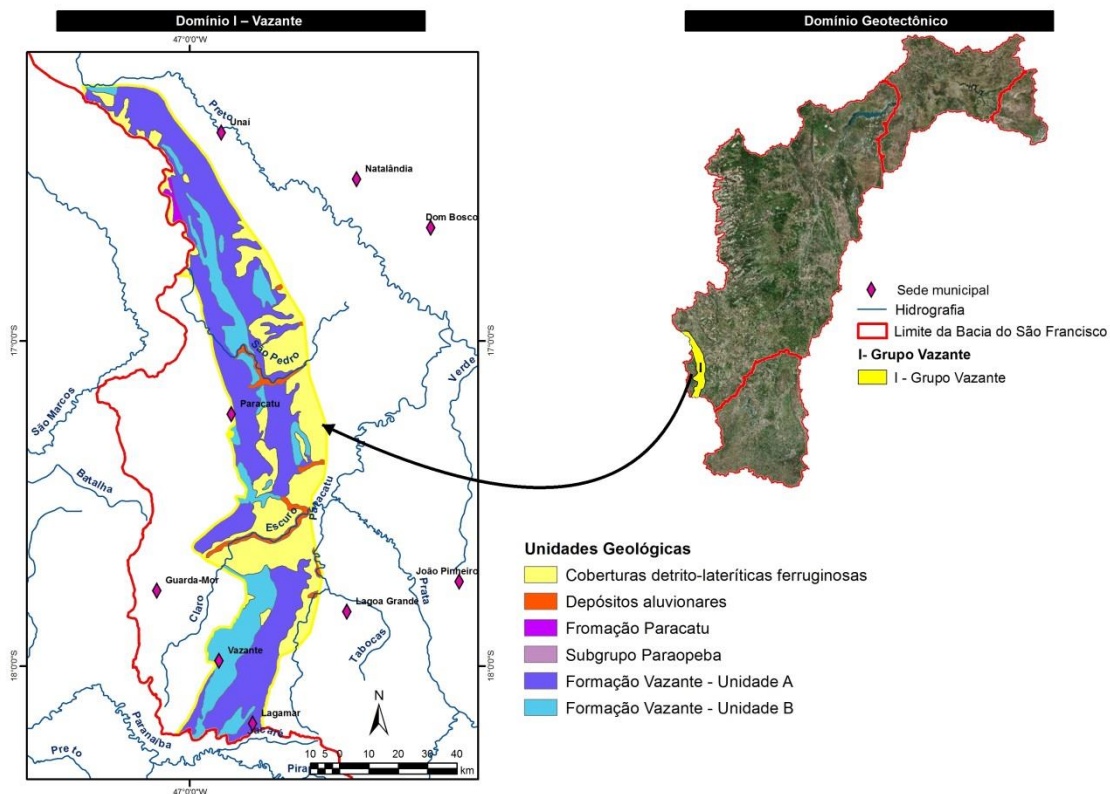 Domínio I – Vazante
Domínio Geotectônico
47°0'0"W
Preto
Unaí
Natalândia
Dom Bosco
17°0'0"S
17°0'0"S
São Pedro
Verde
São Marcos
Paracatu
Batalha
Paracatu
Escuro
João Pinheiro
Guarda-Mor
Claro
Prata
Lagoa Grande
Tabocas
Vazante
18°0'0"S
18°0'0"S
N
Lagamar
Jacaré
Paranaíba
Preto
10 5 0 10 20 30 40
km
47°0'0"W
I
Sede municipal
Hidrografia
Limite da Bacia do São Francisco
I- Grupo Vazante
I - Grupo Vazante
Unidades Geológicas
Coberturas detrito-lateríticas ferruginosas
Depósitos aluvionares
Fromação Paracatu
Subgrupo Paraopeba
Formação Vazante - Unidade A
Formação Vazante - Unidade B